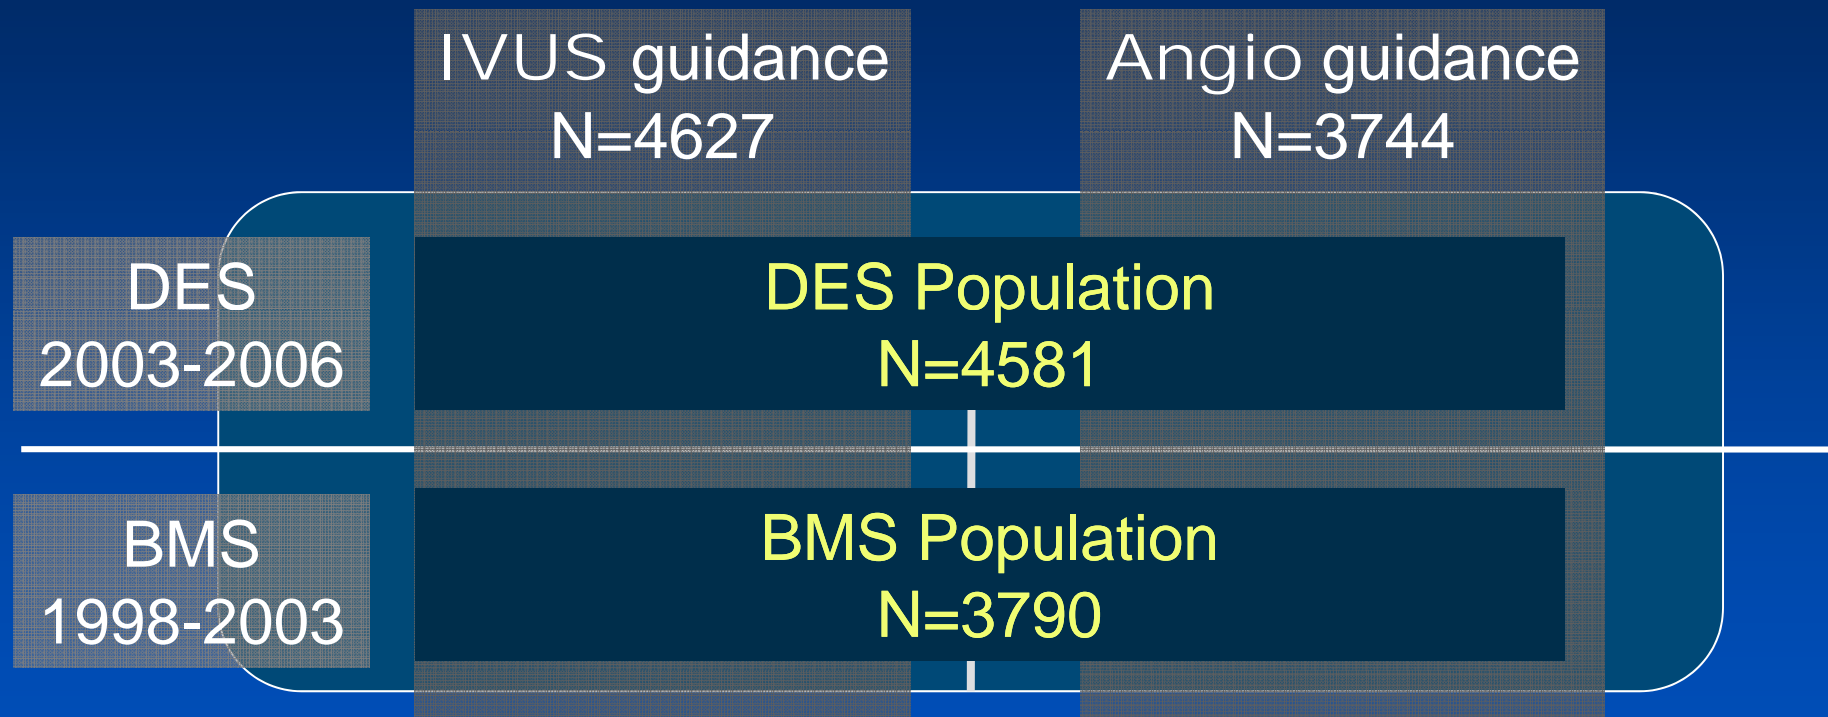 IVUS guidance
N=4627
Angio guidance
N=3744
DES
2003-2006
DES Population
N=4581
BMS
1998-2003
BMS Population
N=3790